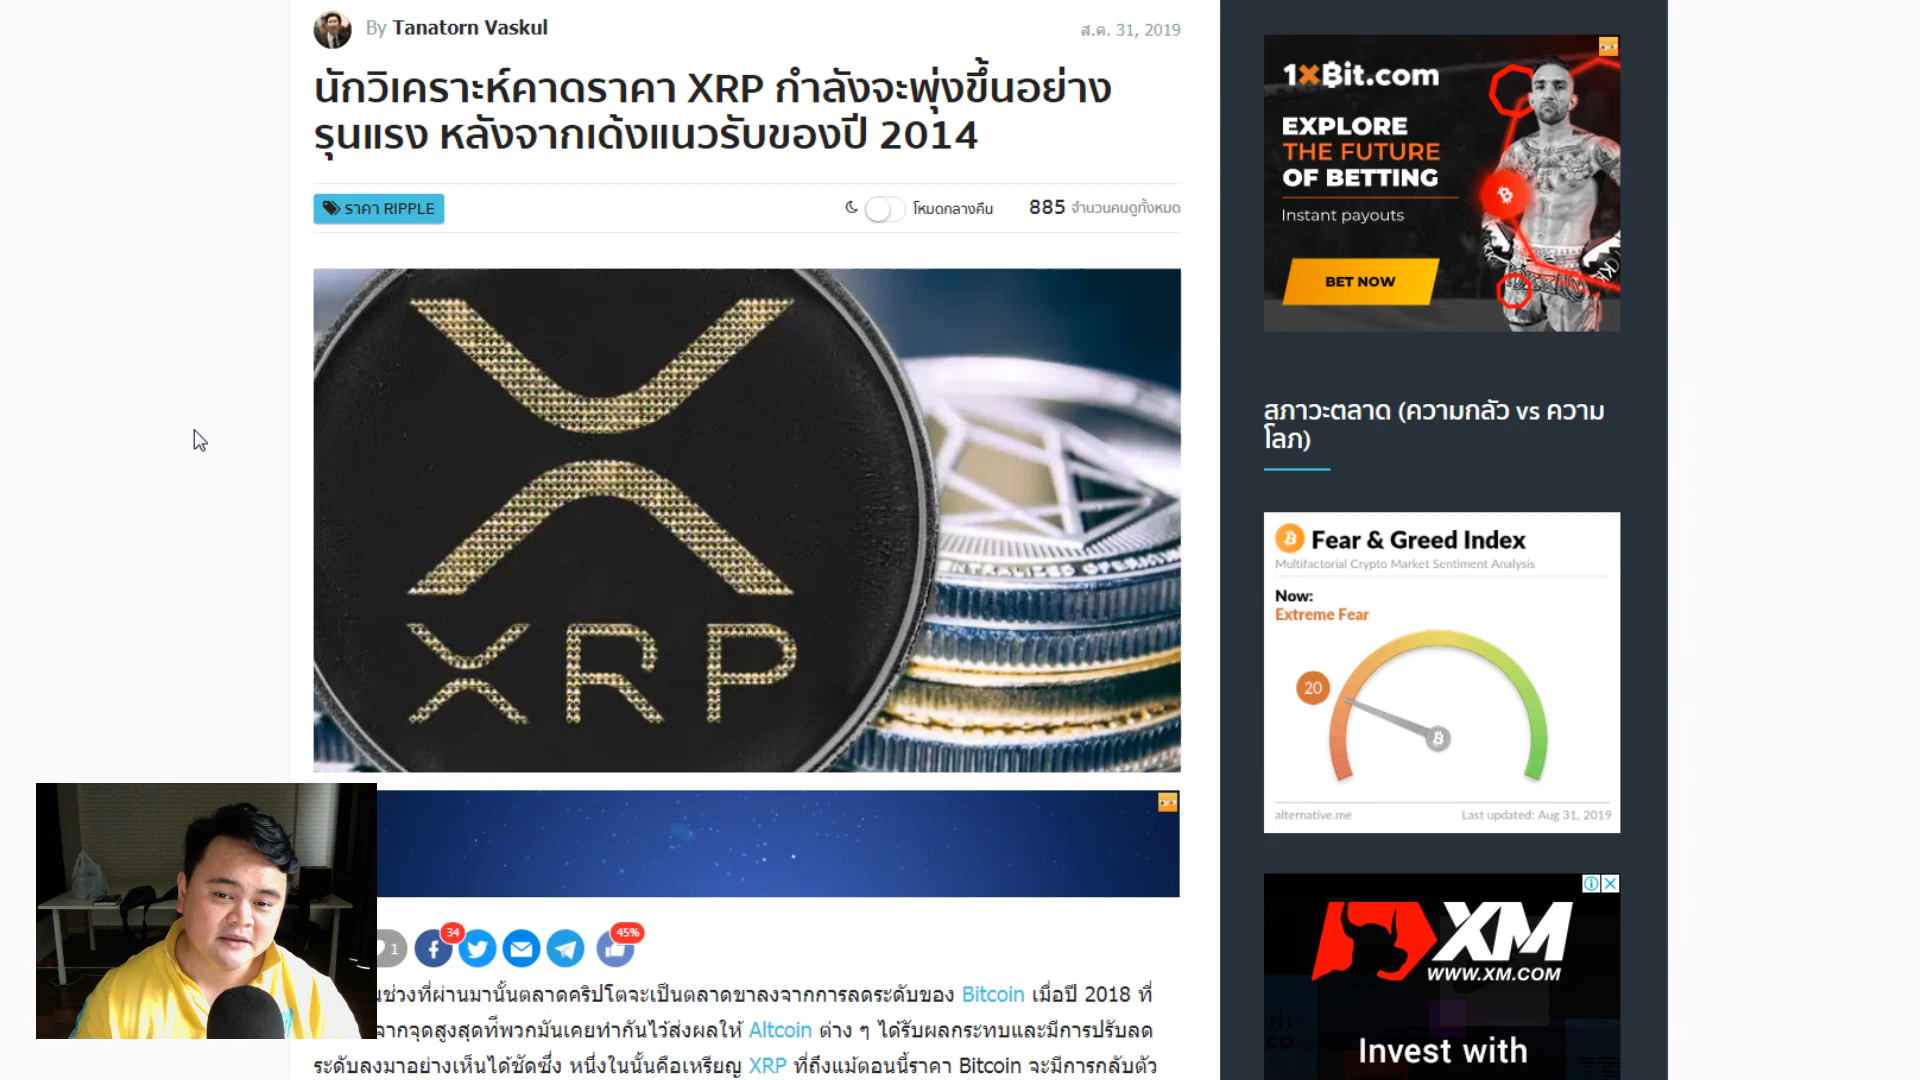 By Tanatorn Vaskul
ส.ค. 31, 2019
นักวิเคราะห์คาดราคา XRP กำลังจะพุ่งขึ้นอย่าง
รุนแรง หลังจากเด้งแนวรับของปี 2014
ราคา RIPPLE
โหมดกลางคืน
885 จำนวนคนดูทั้งหมด
XRP
34
45%
1
นช่วงที่ผ่านมานั้นตลาดคริปโตจะเป็นตลาดขาลงจากการลดระดับของ Bitcoin เมื่อปี 2018 ที่
จากจุดสูงสุดที่พวกมันเคยทำกันไว้ส่งผลให้ Altcoin ต่าง ๆ ได้รับผลกระทบและมีการปรับลด
ระดับลงมาอย่างเห็นได้ชัดซึ่ง หนึ่งในนั้นคือเหรียญ XRP ที่ถึงแม้ตอนนี้ราคา Bitcoin จะมีการกลับตัว
1xBit.com
EXPLORE
THE FUTURE
OF BETTING
Instant payouts
BET NOW
สภาวะตลาด (ความกลัว vs ความ
โลภ)
Fear & Greed Index
Multifactorial Crypto Market Sentiment Analysis
Now:
Extreme Fear
20
alternative.me
Last updated: Aug 31, 2019
XM
WWW.XM.COM
Invest with